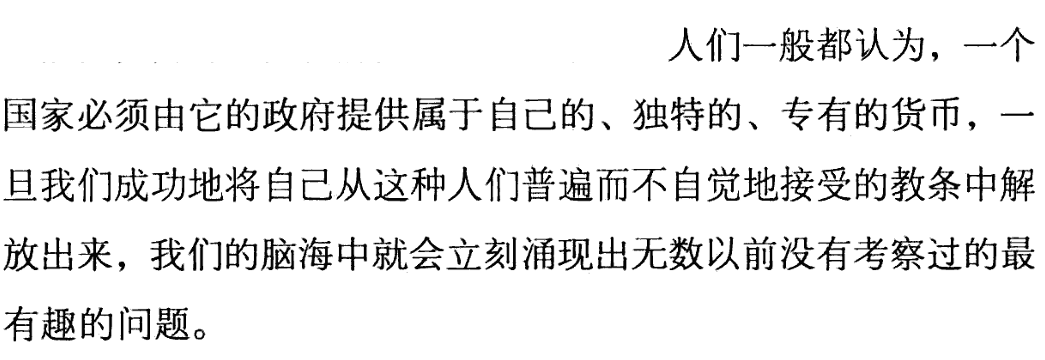 人们一般都认为，一个
国家必须由它的政府提供属于自己的、独特的、专有的货币，一
旦我们成功地将自己从这种人们普遍而不自觉地接受的教条中解
放出来，我们的脑海中就会立刻涌现出无数以前没有考察过的最
有趣的问题。